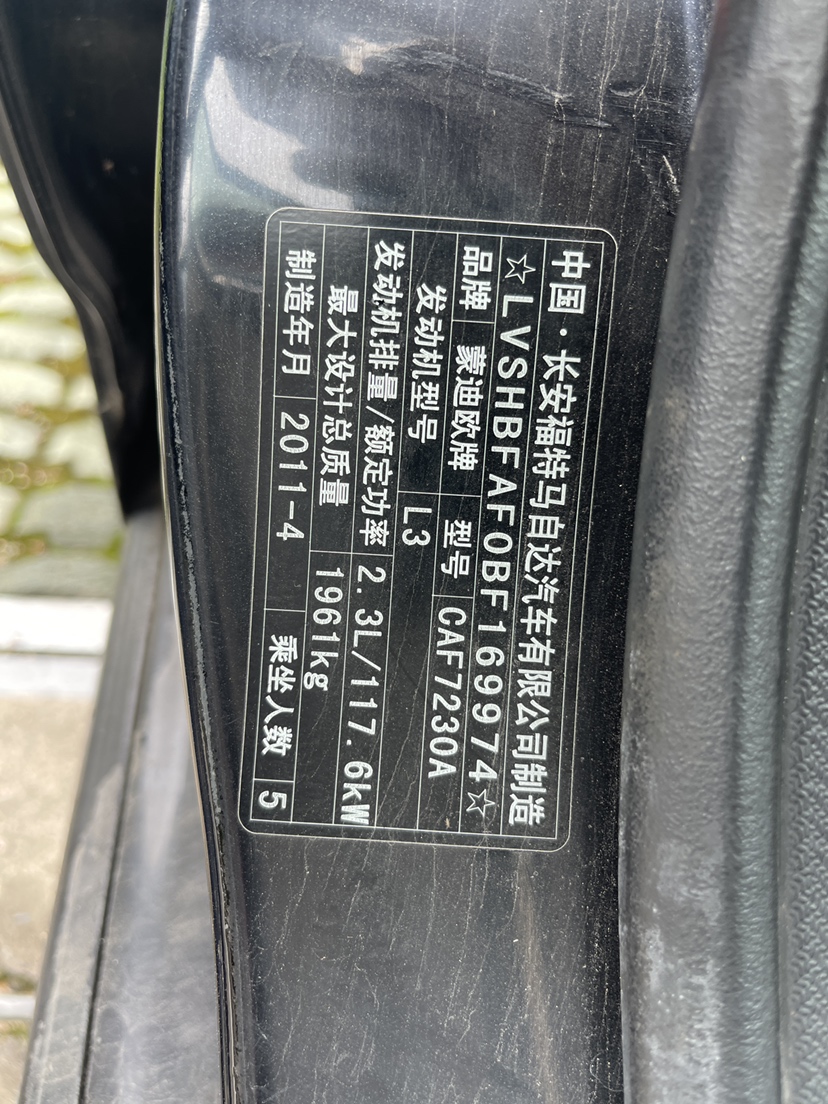 中国·长安福特马自达汽车有限公司制造
☆LVSHBFAF0BF169974☆
品牌 蒙迪欧牌 型号 CAF7230A
发动机型号 L3
发动机排量/额定功率 2.3L/117.6kW
最大设计总质量 1961kg
制造年月 2011-4 乘坐人数 5